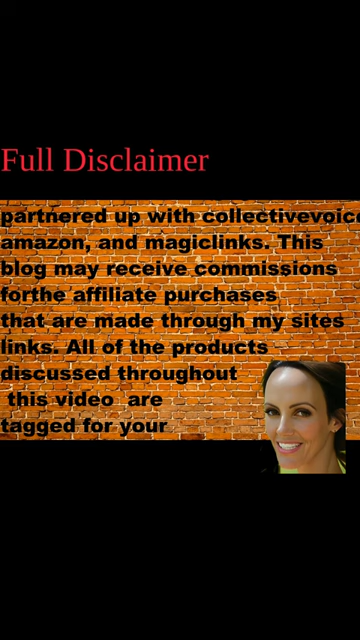 Full Disclaimer
partnered up with collectivevoice
amazon, and magiclinks. This
blog may receive commissions
forthe affiliate purchases
that are made through my sites
links. All of the products
discussed throughout
this video are
tagged for your